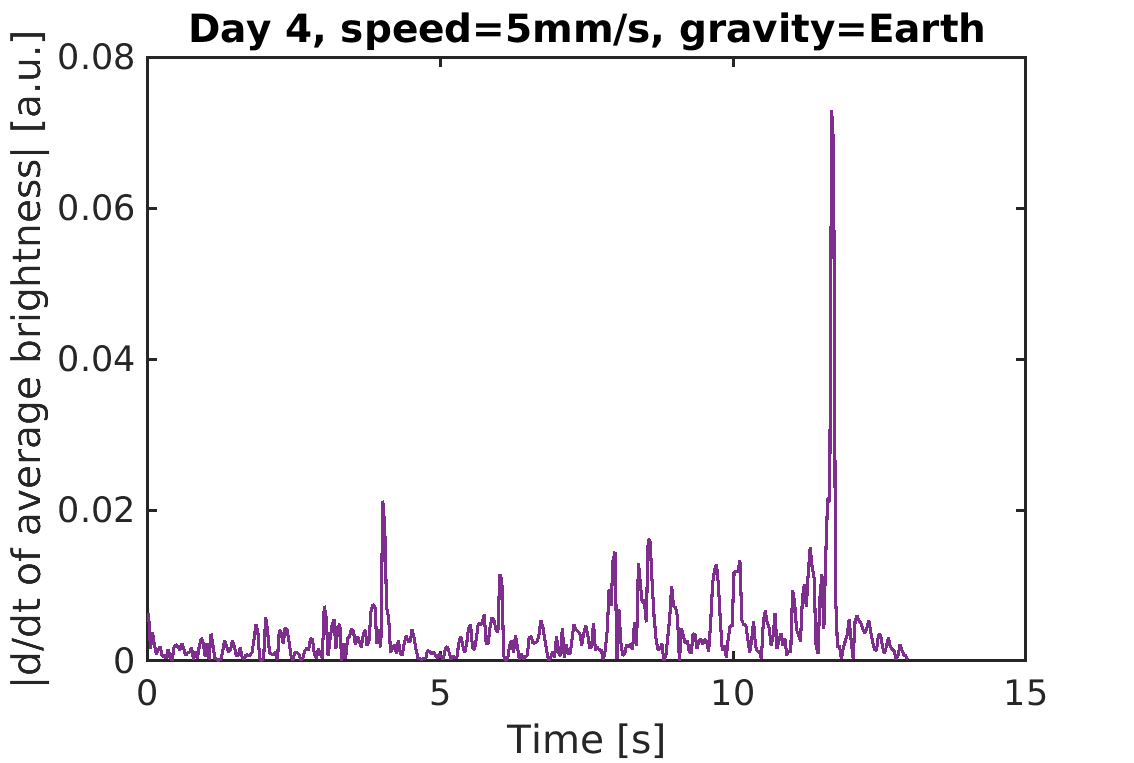 Day 4, speed=5mm/s, gravity=Earth
|d/dt of average brightness| [a.u.]
0.08
0.06
0.04
0.02
0
0 5 10 15
Time [s]